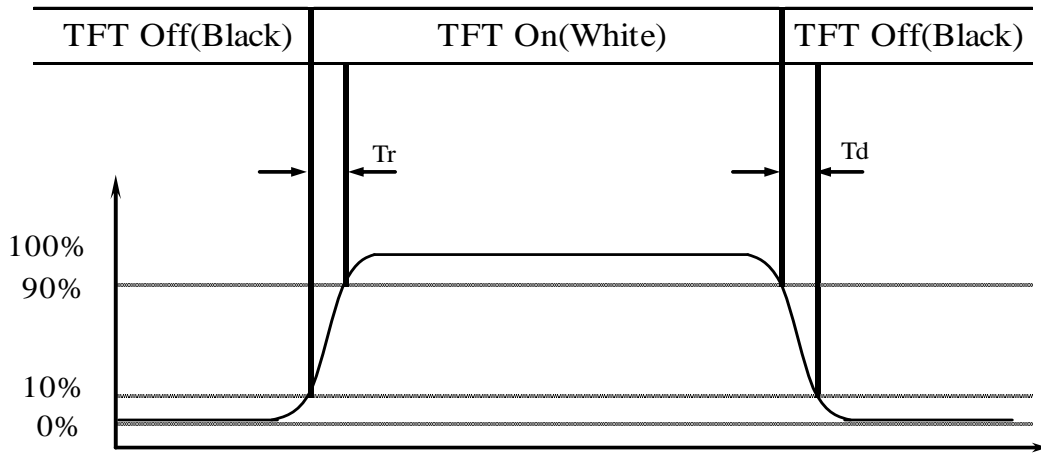 TFT Off(Black) TFT On(White) TFT Off(Black)
Tr Td
100%
90%
10%
0%